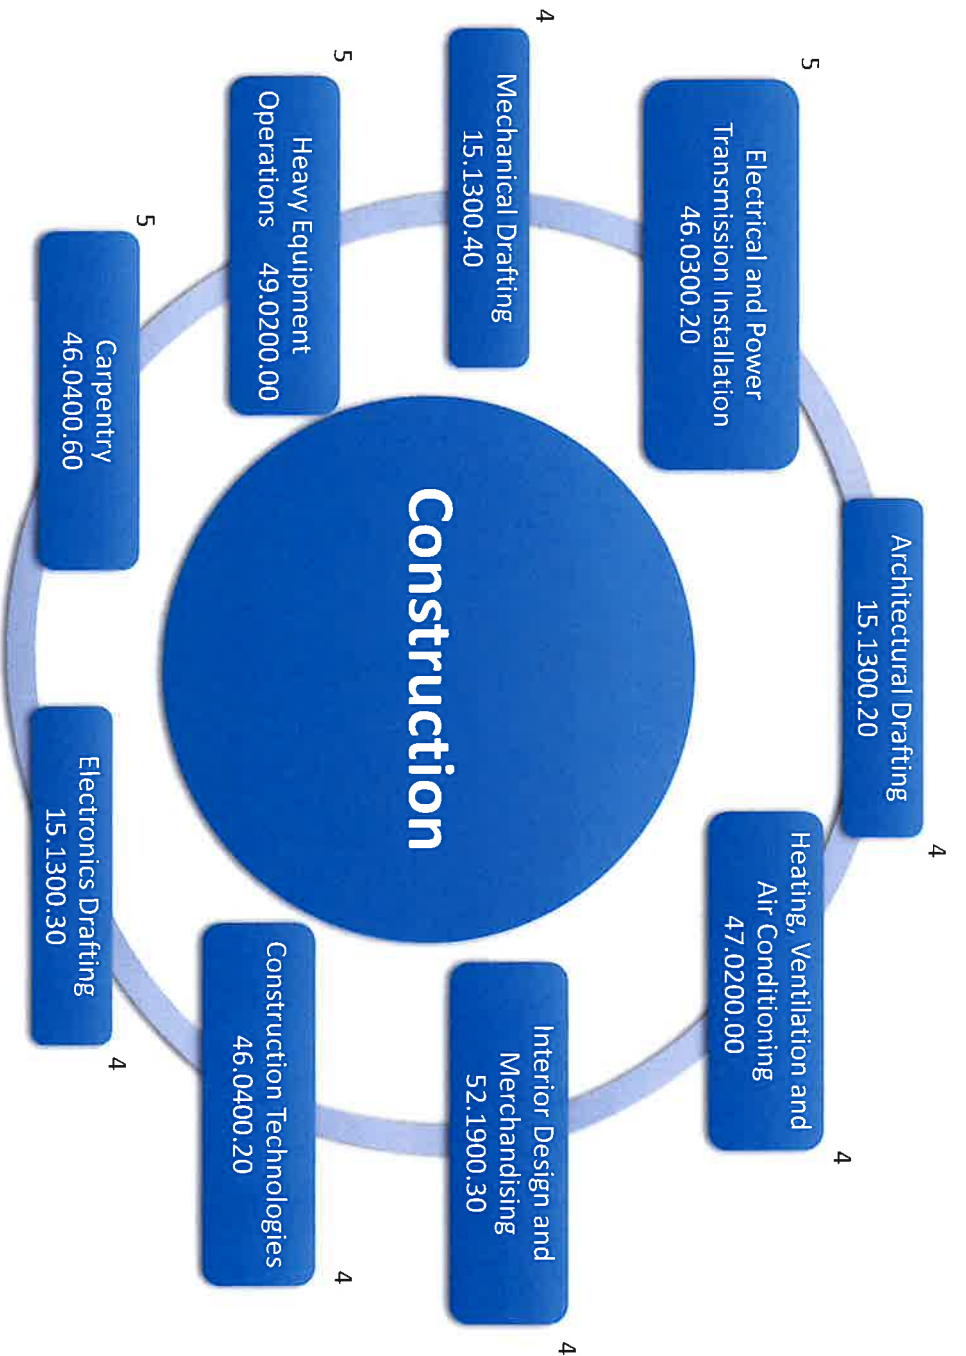 Architectural Drafting
15.1300.20
4
Heating, Ventilation and
Air Conditioning
47.0200.00
4
Interior Design and
Merchandising
52.1900.30
4
Construction Technologies
46.0400.20
4
Electronics Drafting
15.1300.30
4
Carpentry
46.0400.60
5
Heavy Equipment
Operations 49.0200.00
5
Mechanical Drafting
15.1300.40
4
Electrical and Power
Transmission Installation
46.0300.20
5
Construction